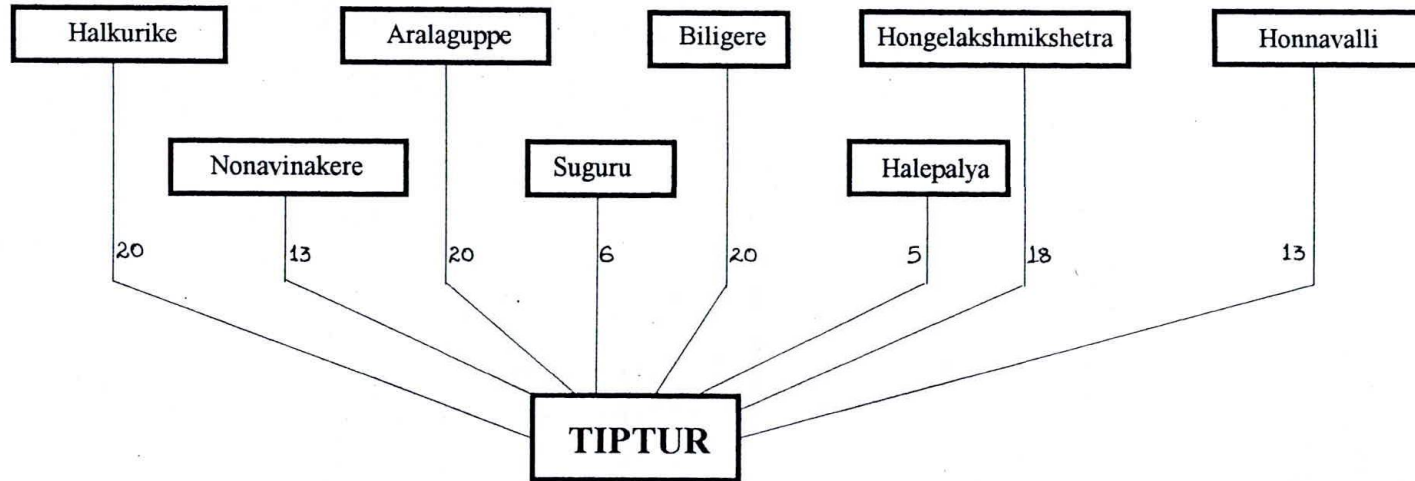 Halkurike
Aralaguppe
Biligere
Hongelakshmikshetra
Honnavalli
Nonavinakere
Suguru
Halepalya
20
13
20
6
20
5
18
13
TIPTUR